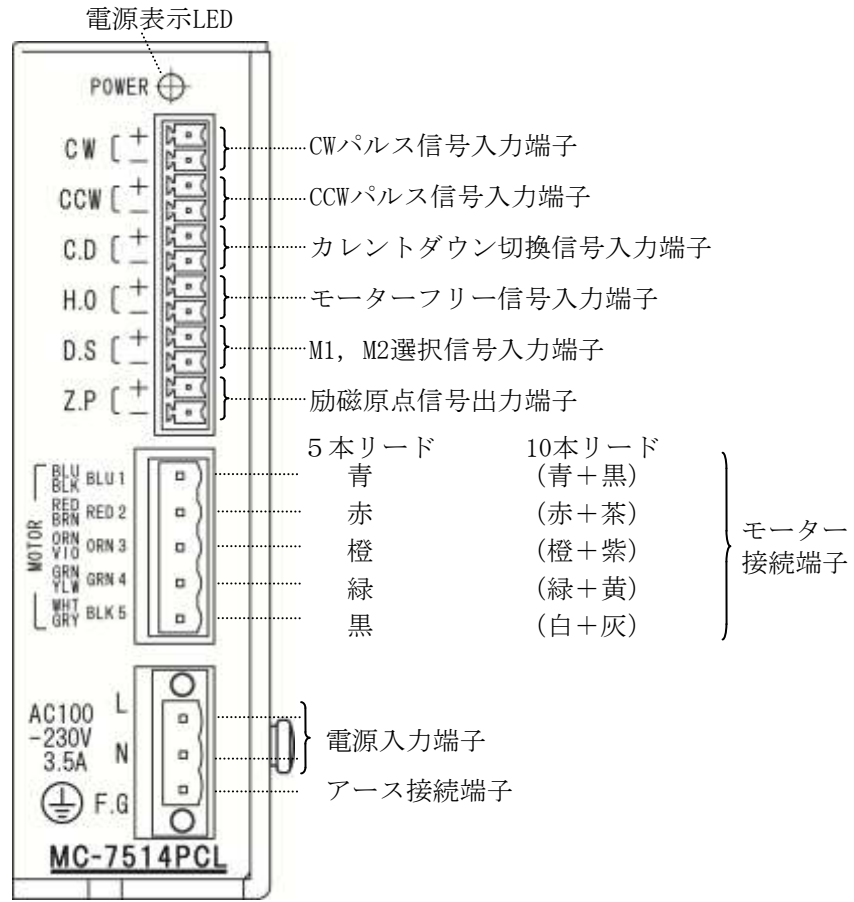 電源表示LED
POWER
CW [ + − CWパルス信号入力端子
CCW [ + − CCWパルス信号入力端子
C.D [ + − カレントダウン切換信号入力端子
H.O [ + − モーターフリー信号入力端子
D.S [ + − M1, M2選択信号入力端子
Z.P [ + − 励磁原点信号出力端子
5本リード 10本リード
MOTOR
BLU BLK BLU 1 青 (青+黒)
RED BRN RED 2 赤 (赤+茶)
ORN VIO ORN 3 橙 (橙+紫)
GRN YLW GRN 4 緑 (緑+黄)
WHT GRY BLK 5 黒 (白+灰)
モーター
接続端子
AC100
-230V
3.5A
L
N
電源入力端子
F.G アース接続端子
MC-7514PCL